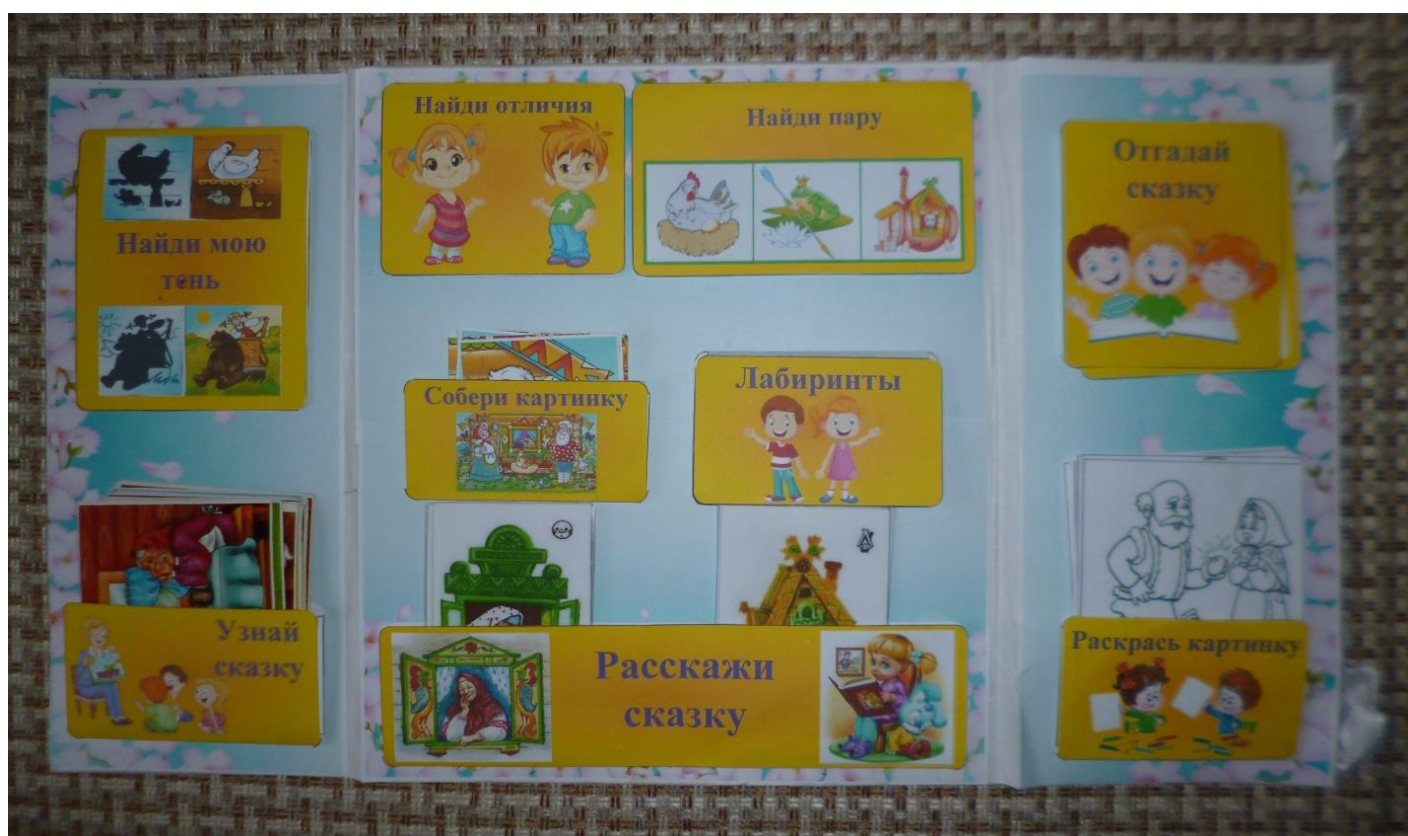 Найди мою
тень
Узнай
сказку
Найди отличия
Найди пару
Собери картинку
Лабиринты
Расскажи
сказку
Отгадай
сказку
Раскрась картинку